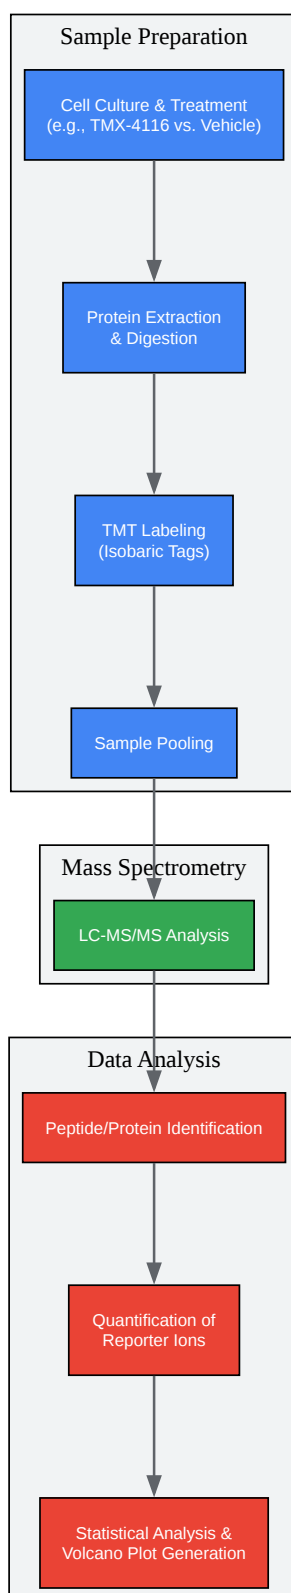 Sample Preparation
Cell Culture & Treatment
(e.g., TMX-4116 vs. Vehicle)
Protein Extraction
& Digestion
TMT Labeling
(Isobaric Tags)
Sample Pooling
Mass Spectrometry
LC-MS/MS Analysis
Data Analysis
Peptide/Protein Identification
Quantification of
Reporter Ions
Statistical Analysis &
Volcano Plot Generation